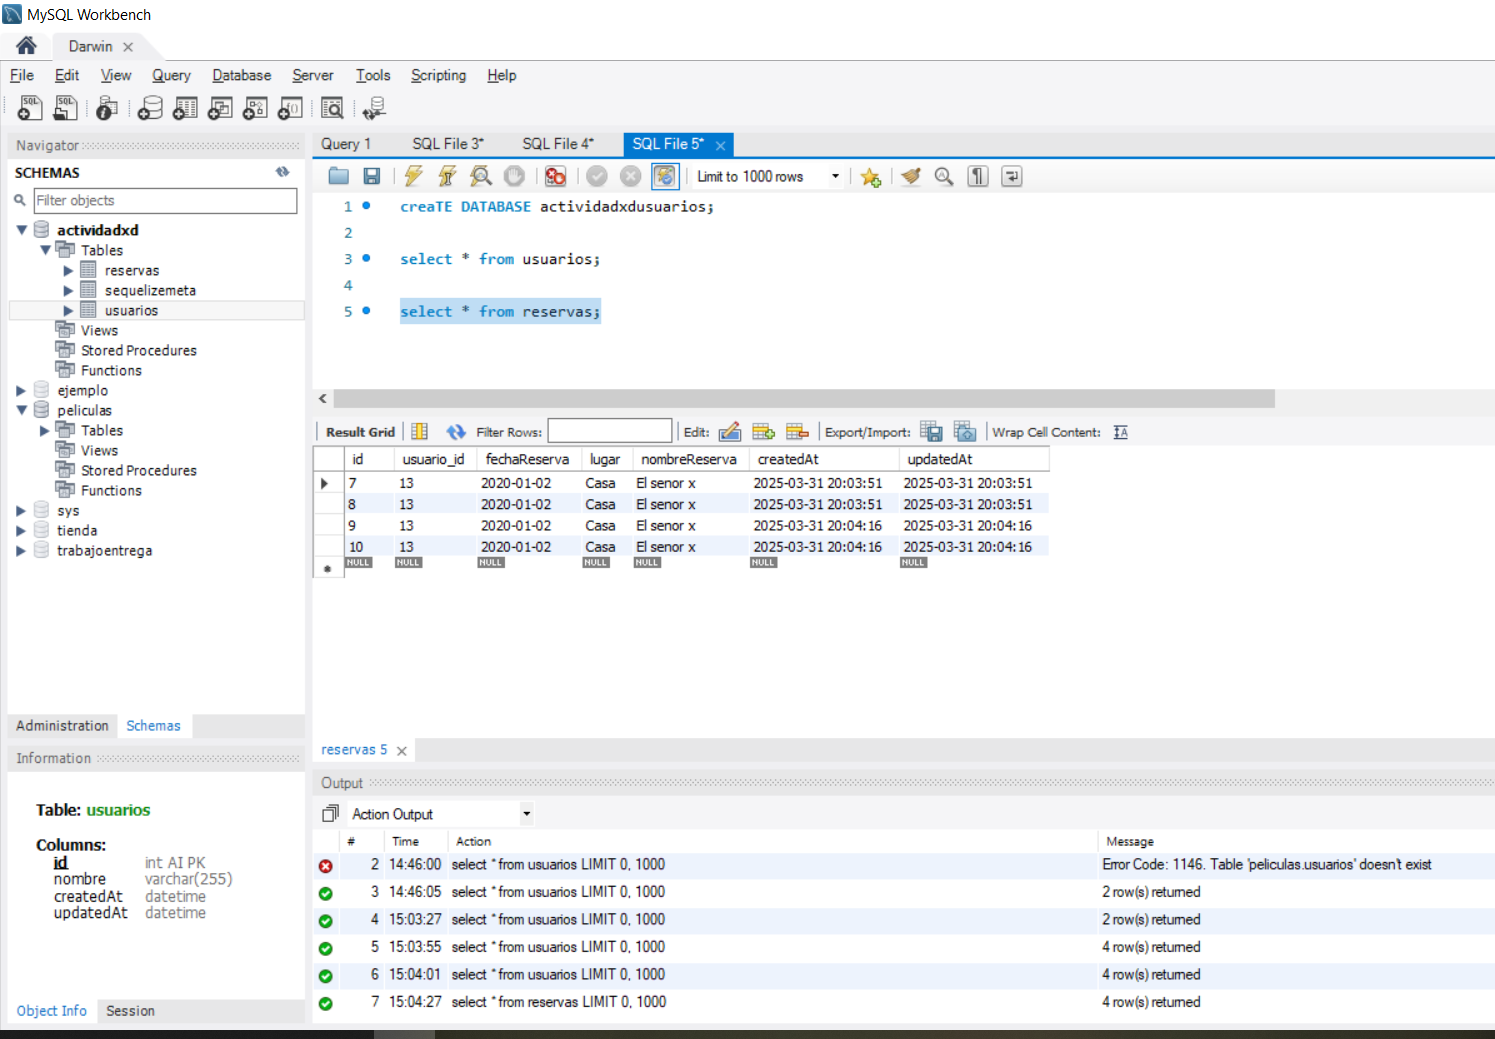 MySQL Workbench
Darwin
File Edit View Query Database Server Tools Scripting Help
Navigator
SCHEMAS
Filter objects
actividadxd
Tables
reservas
sequelizemeta
usuarios
Views
Stored Procedures
Functions
ejemplo
peliculas
Tables
Views
Stored Procedures
Functions
sys
tienda
trabajoentrega
Administration Schemas
Information
Table: usuarios
Columns:
id int AI PK
nombre varchar(255)
createdAt datetime
updatedAt datetime
Object Info Session
Query 1 SQL File 3* SQL File 4* SQL File 5*
Limit to 1000 rows
1 creaTE DATABASE actividadxdusuarios;
2
3 select * from usuarios;
4
5 select * from reservas;
Result Grid Filter Rows: Edit: Export/Import: Wrap Cell Content:
id usuario_id fechaReserva lugar nombreReserva createdAt updatedAt
7 13 2020-01-02 Casa El senor x 2025-03-31 20:03:51 2025-03-31 20:03:51
8 13 2020-01-02 Casa El senor x 2025-03-31 20:03:51 2025-03-31 20:03:51
9 13 2020-01-02 Casa El senor x 2025-03-31 20:04:16 2025-03-31 20:04:16
10 13 2020-01-02 Casa El senor x 2025-03-31 20:04:16 2025-03-31 20:04:16
NULL NULL NULL NULL NULL NULL NULL
reservas 5
Output
Action Output
# Time Action Message
2 14:46:00 select * from usuarios LIMIT 0, 1000 Error Code: 1146. Table 'peliculas.usuarios' doesn't exist
3 14:46:05 select * from usuarios LIMIT 0, 1000 2 row(s) returned
4 15:03:27 select * from usuarios LIMIT 0, 1000 2 row(s) returned
5 15:03:55 select * from usuarios LIMIT 0, 1000 4 row(s) returned
6 15:04:01 select * from usuarios LIMIT 0, 1000 4 row(s) returned
7 15:04:27 select * from reservas LIMIT 0, 1000 4 row(s) returned